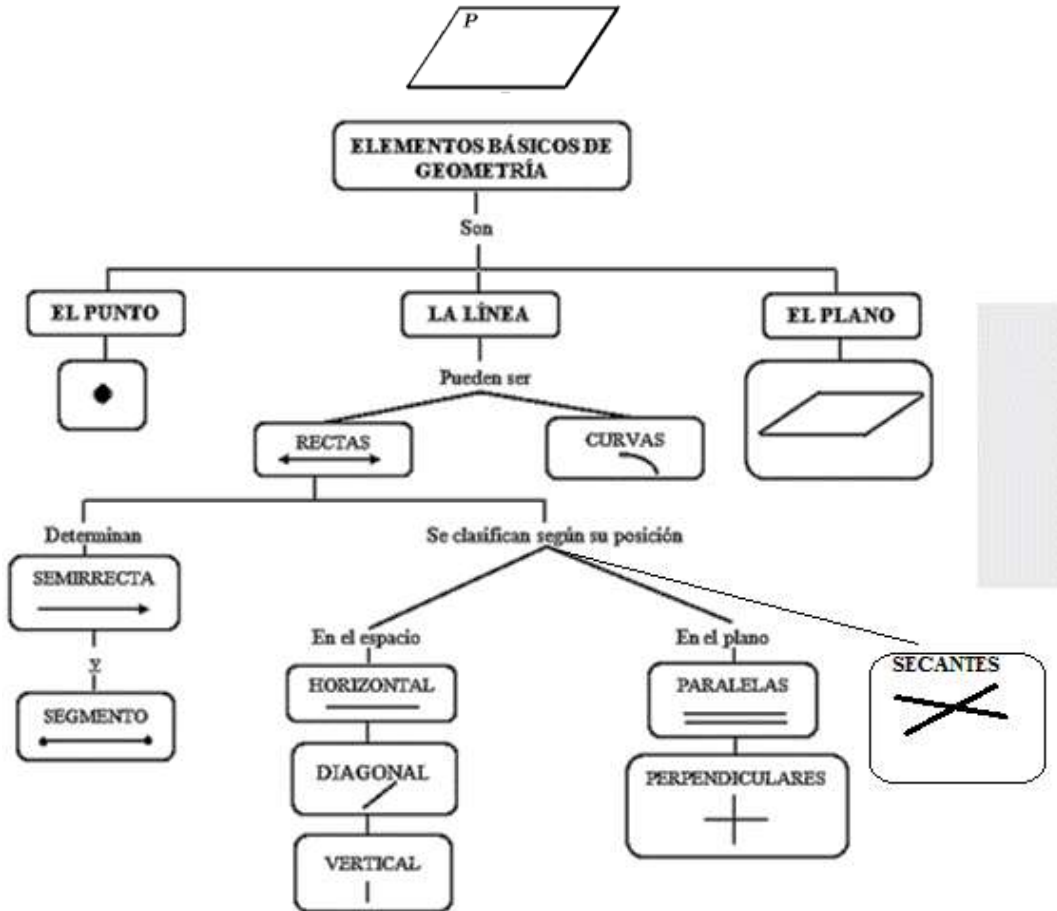 P
ELEMENTOS BÁSICOS DE
GEOMETRÍA
Son
EL PUNTO
LA LÍNEA
EL PLANO
Pueden ser
RECTAS
CURVAS
Determinan
Se clasifican según su posición
SEMIRRECTA
y
SEGMENTO
En el espacio
HORIZONTAL
DIAGONAL
VERTICAL
En el plano
PARALELAS
PERPENDICULARES
SECANTES